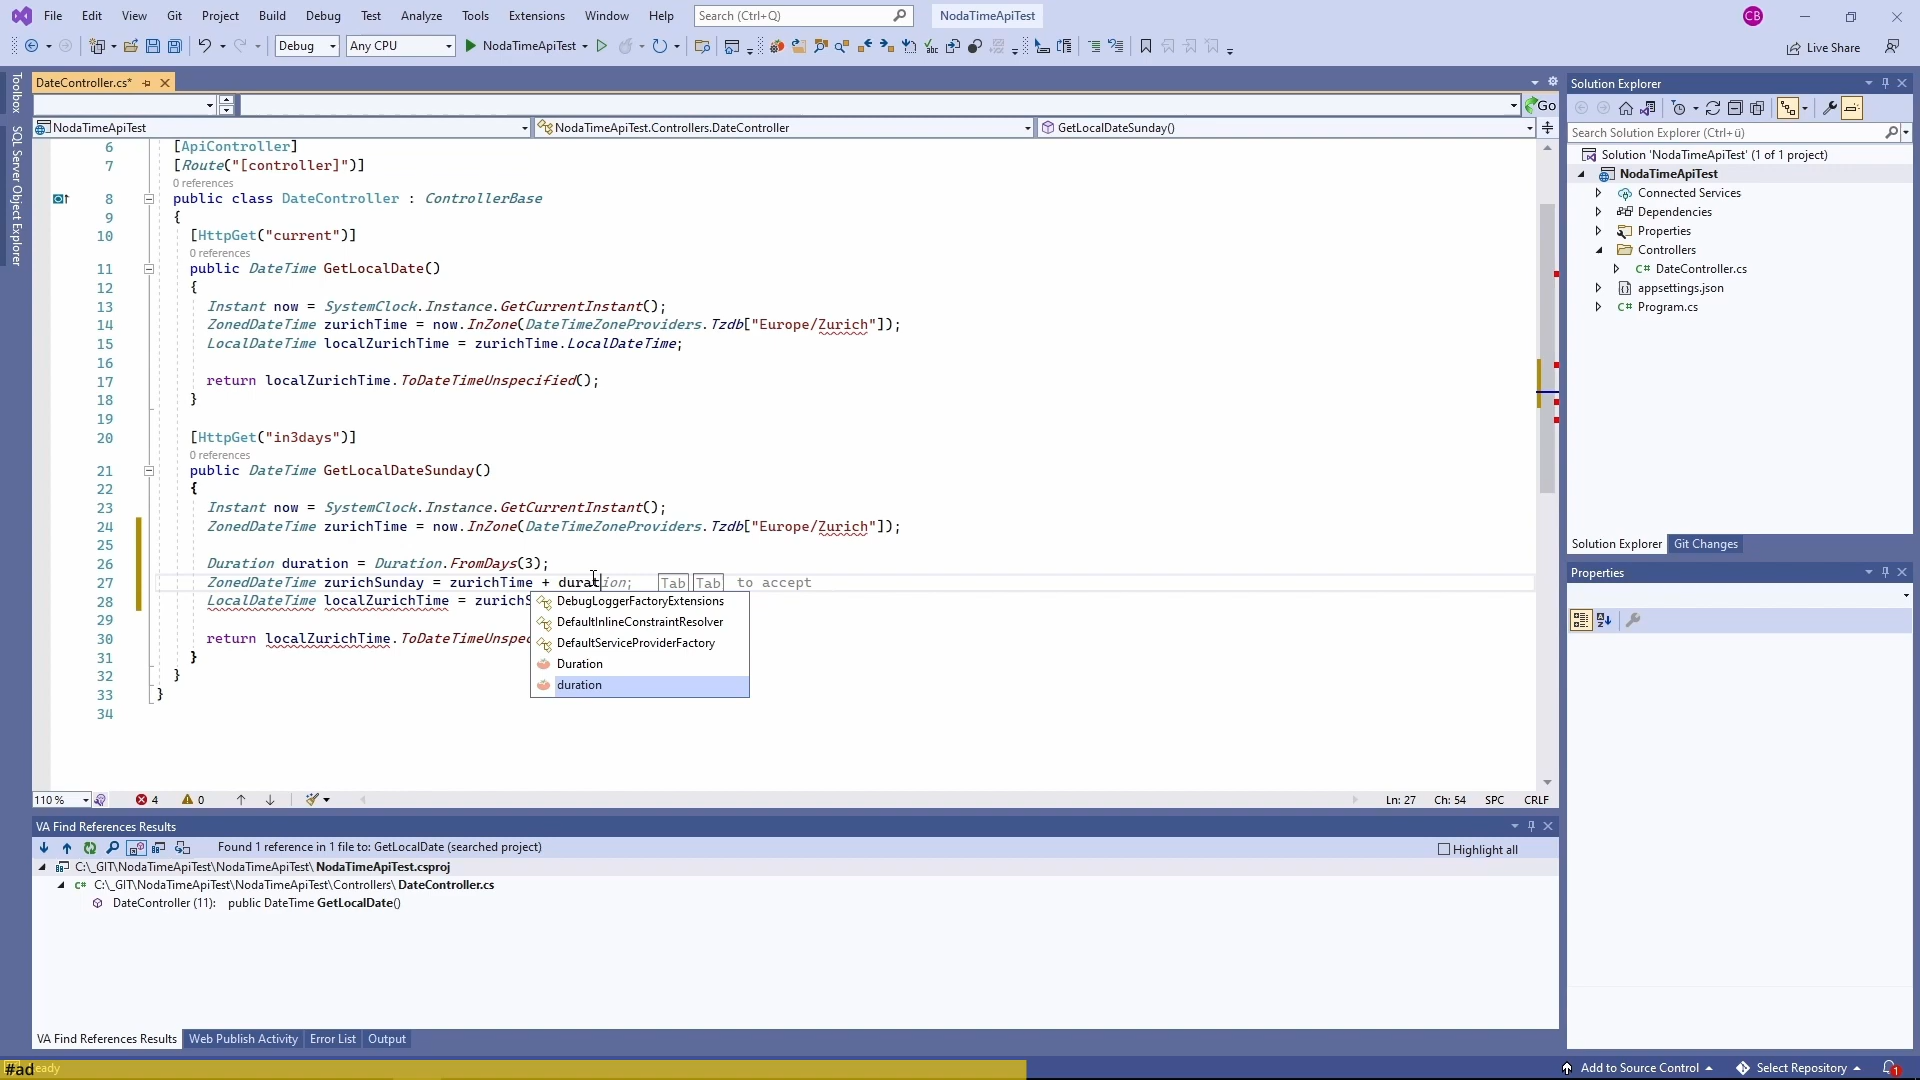 File Edit View Git Project Build Debug Test Analyze Tools Extensions Window Help Search (Ctrl+Q) NodaTimeApiTest CB
Debug Any CPU NodaTimeApiTest Live Share
DateController.cs*
Go
NodaTimeApiTest NodaTimeApiTest.Controllers.DateController GetLocalDateSunday()
Toolbox
SQL Server Object Explorer
6 [ApiController]
7 [Route("[controller]")]
0 references
8 public class DateController : ControllerBase
9 {
10 [HttpGet("current")]
0 references
11 public DateTime GetLocalDate()
12 {
13 Instant now = SystemClock.Instance.GetCurrentInstant();
14 ZonedDateTime zurichTime = now.InZone(DateTimeZoneProviders.Tzdb["Europe/Zurich"]);
15 LocalDateTime localZurichTime = zurichTime.LocalDateTime;
16
17 return localZurichTime.ToDateTimeUnspecified();
18 }
19
20 [HttpGet("in3days")]
0 references
21 public DateTime GetLocalDateSunday()
22 {
23 Instant now = SystemClock.Instance.GetCurrentInstant();
24 ZonedDateTime zurichTime = now.InZone(DateTimeZoneProviders.Tzdb["Europe/Zurich"]);
25
26 Duration duration = Duration.FromDays(3);
27 ZonedDateTime zurichSunday = zurichTime + duration; Tab Tab to accept
28 LocalDateTime localZurichTime = zurichS
29
30 return localZurichTime.ToDateTimeUnspec
31 }
32 }
33 }
34
DebugLoggerFactoryExtensions
DefaultInlineConstraintResolver
DefaultServiceProviderFactory
Duration
duration
110 % 4 0 Ln: 27 Ch: 54 SPC CRLF
VA Find References Results
Found 1 reference in 1 file to: GetLocalDate (searched project) Highlight all
C:\_GIT\NodaTimeApiTest\NodaTimeApiTest\ NodaTimeApiTest.csproj
C# C:\_GIT\NodaTimeApiTest\NodaTimeApiTest\Controllers\ DateController.cs
DateController (11): public DateTime GetLocalDate()
VA Find References Results Web Publish Activity Error List Output
Solution Explorer
Search Solution Explorer (Ctrl+ü)
Solution 'NodaTimeApiTest' (1 of 1 project)
NodaTimeApiTest
Connected Services
Dependencies
Properties
Controllers
C# DateController.cs
appsettings.json
C# Program.cs
Solution Explorer Git Changes
Properties
#ad eady Add to Source Control Select Repository 1